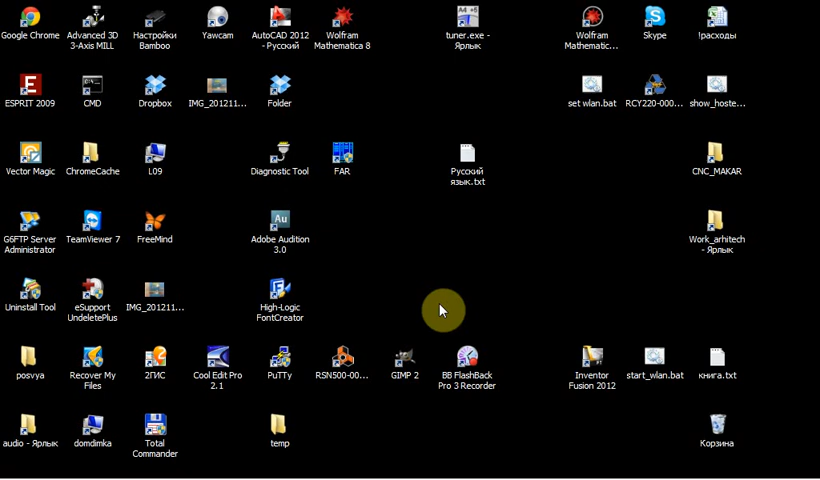 Google Chrome
Advanced 3D
3-Axis MILL
Настройки
Bamboo
Yawcam
AutoCAD 2012
- Русский
Wolfram
Mathematica 8
tuner.exe -
Ярлык
Wolfram
Mathematic...
Skype
!расходы
ESPRIT 2009
CMD
Dropbox
IMG_201211...
Folder
set wlan.bat
RCY220-000...
show_hoste...
Vector Magic
ChromeCache
L09
Diagnostic Tool
FAR
Русский
язык.txt
CNC_MAKAR
G6FTP Server
Administrator
TeamViewer 7
FreeMind
Au
Adobe Audition
3.0
Work_arhitech
- Ярлык
Uninstall Tool
eSupport
UndeletePlus
IMG_201211...
High-Logic
FontCreator
posvya
Recover My
Files
2ГИС
Cool Edit Pro
2.1
PuTTy
RSN500-00...
GIMP 2
BB FlashBack
Pro 3 Recorder
Inventor
Fusion 2012
start_wlan.bat
книга.txt
audio - Ярлык
domdimka
Total
Commander
temp
Корзина